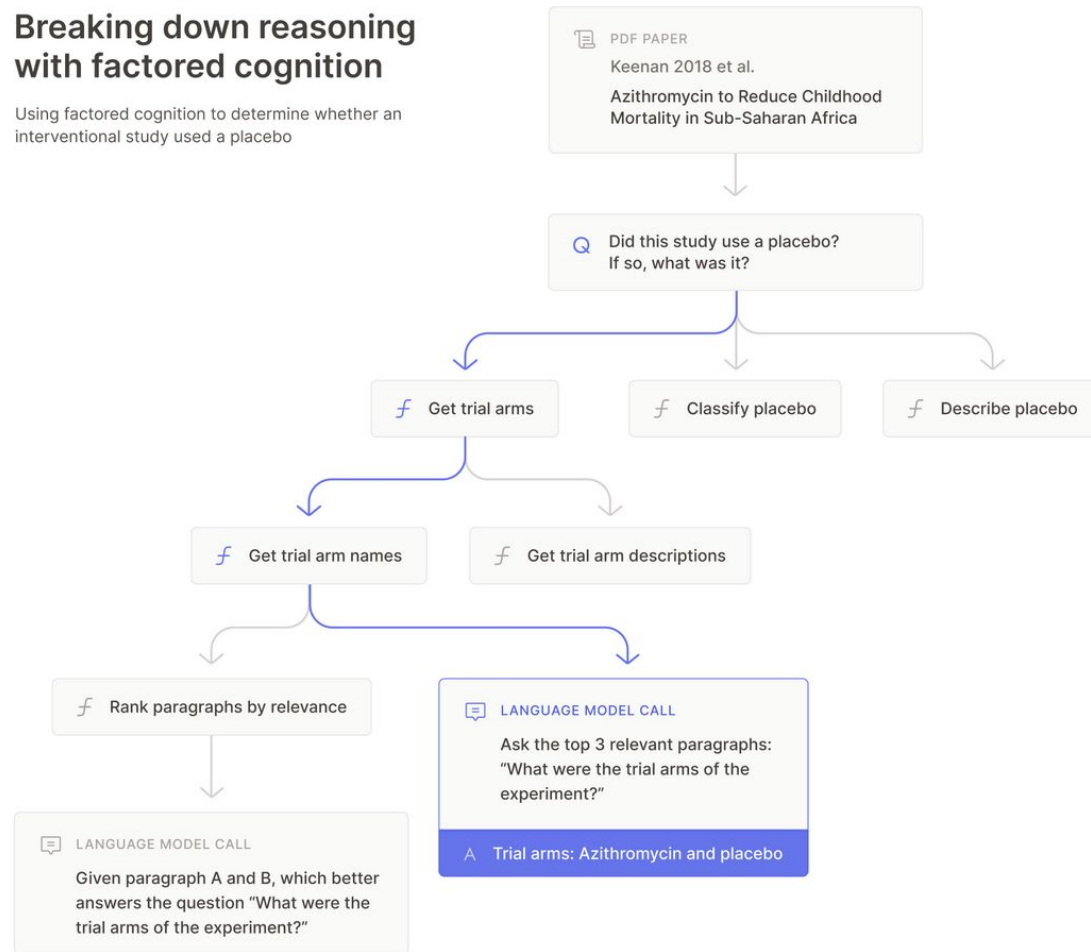 Breaking down reasoning
with factored cognition
Using factored cognition to determine whether an
interventional study used a placebo
PDF PAPER
Keenan 2018 et al.
Azithromycin to Reduce Childhood
Mortality in Sub-Saharan Africa
Q Did this study use a placebo?
If so, what was it?
f Get trial arms
f Classify placebo
f Describe placebo
f Get trial arm names
f Get trial arm descriptions
f Rank paragraphs by relevance
LANGUAGE MODEL CALL
Ask the top 3 relevant paragraphs:
“What were the trial arms of the
experiment?”
A Trial arms: Azithromycin and placebo
LANGUAGE MODEL CALL
Given paragraph A and B, which better
answers the question “What were the
trial arms of the experiment?”